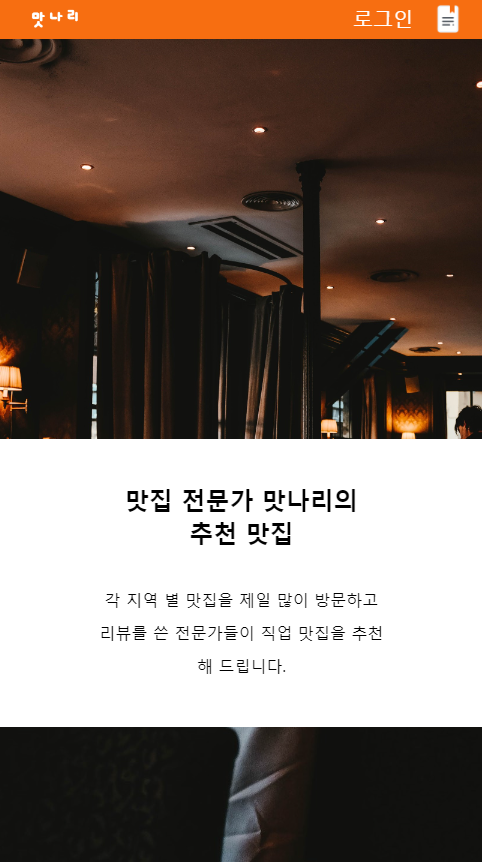 맛나리
로그인
맛집 전문가 맛나리의
추천 맛집
각 지역 별 맛집을 제일 많이 방문하고
리뷰를 쓴 전문가들이 직업 맛집을 추천
해 드립니다.